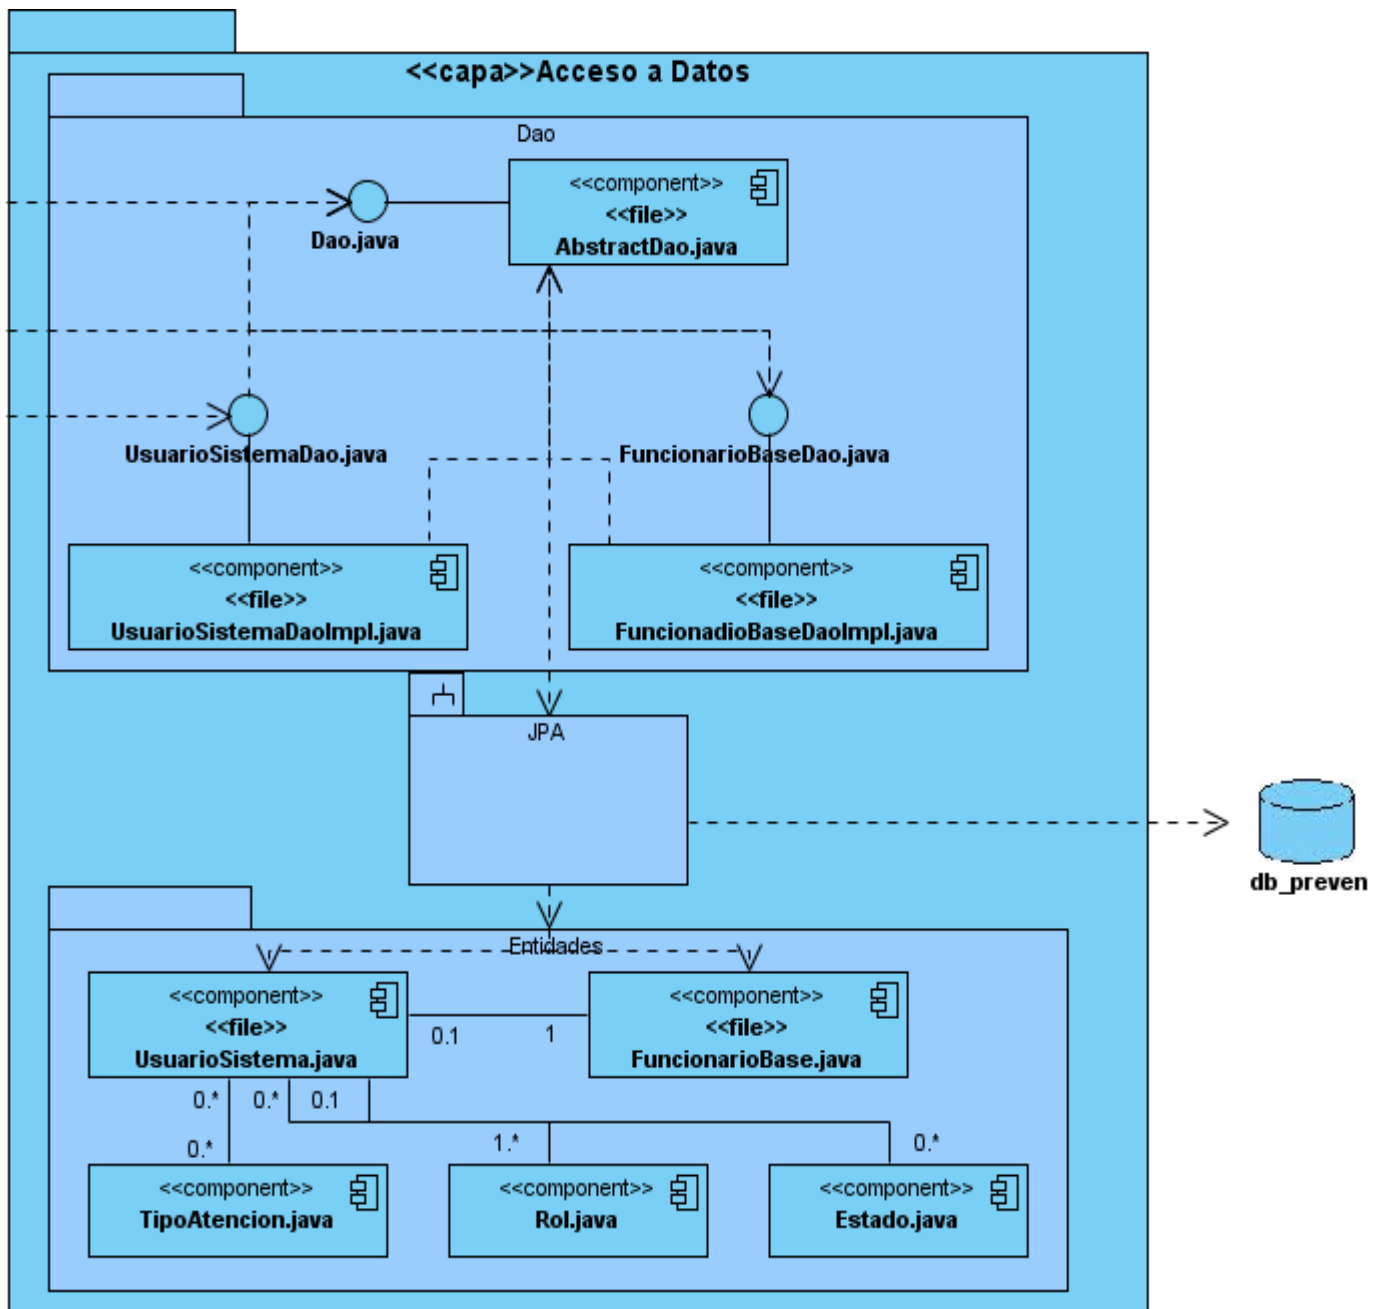 <<capa>>Acceso a Datos
Dao
<<component>>
<<file>>
AbstractDao.java
Dao.java
UsuarioSistemaDao.java
FuncionarioBaseDao.java
<<component>>
<<file>>
UsuarioSistemaDaoImpl.java
<<component>>
<<file>>
FuncionadioBaseDaoImpl.java
JPA
db_preven
Entidades
<<component>>
<<file>>
UsuarioSistema.java
0.1
1
<<component>>
<<file>>
FuncionarioBase.java
0.*
0.*
0.1
0.*
1.*
0.*
<<component>>
TipoAtencion.java
<<component>>
Rol.java
<<component>>
Estado.java